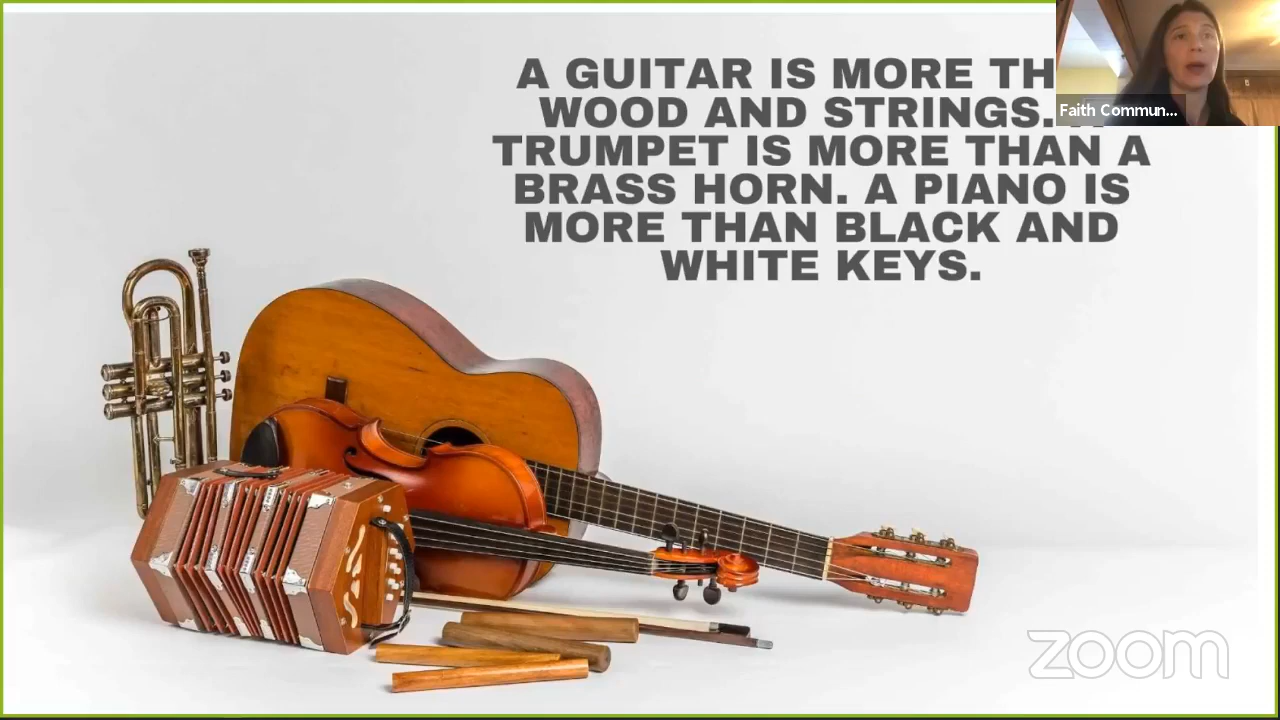 A GUITAR IS MORE TH
WOOD AND STRINGS.
TRUMPET IS MORE THAN A
BRASS HORN. A PIANO IS
MORE THAN BLACK AND
WHITE KEYS.
Faith Commun...
zoom